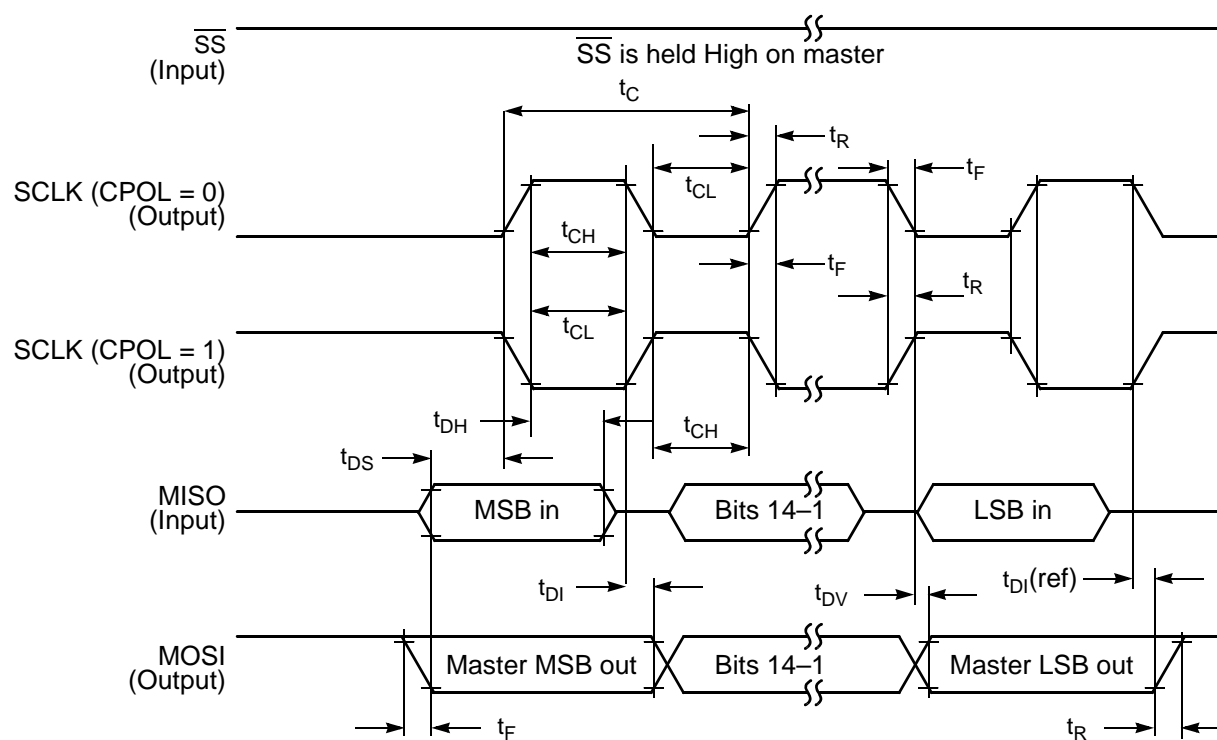 SS
(Input)
SS is held High on master
tC
tR
tF
SCLK (CPOL = 0)
(Output)
tCL
tCH
tF
tR
tCL
SCLK (CPOL = 1)
(Output)
tDH
tCH
tDS
MISO
(Input)
MSB in
Bits 14–1
LSB in
tDI
tDV
tDI(ref)
MOSI
(Output)
Master MSB out
Bits 14–1
Master LSB out
tF
tR